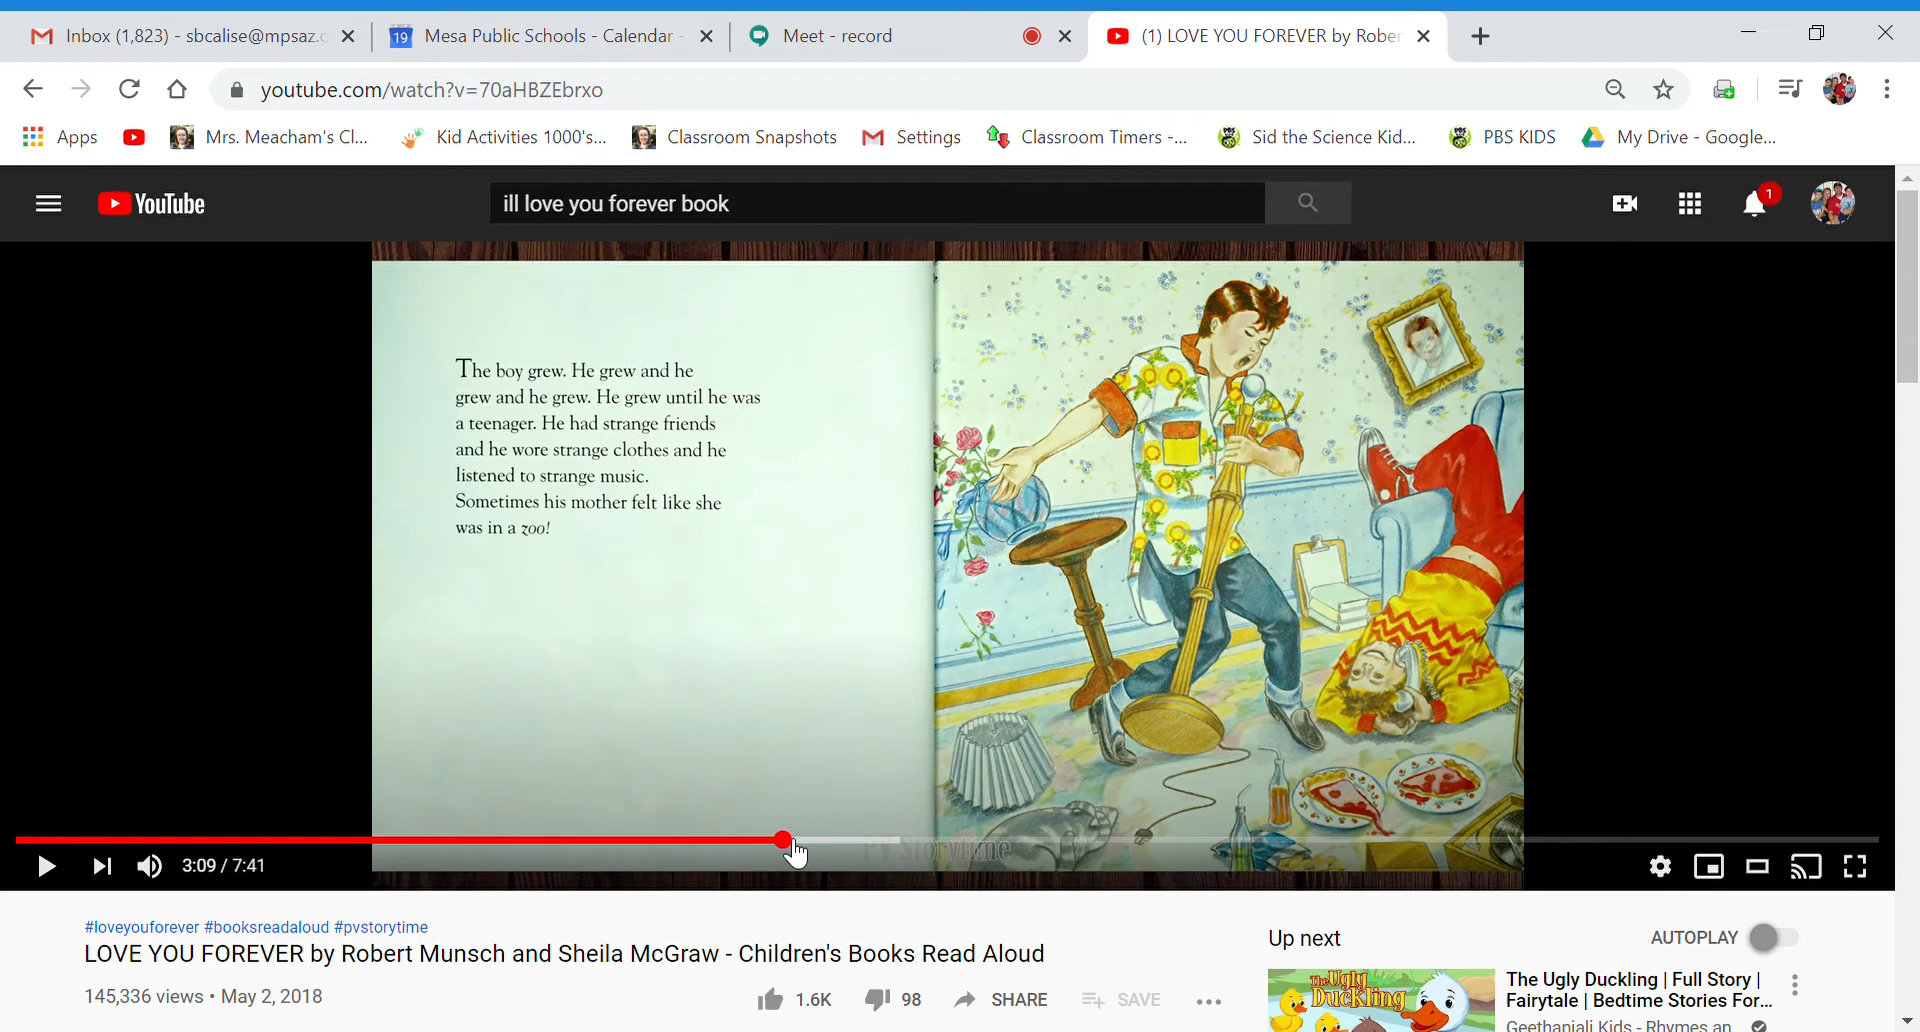 Inbox (1,823) - sbcalise@mpsaz.o
Mesa Public Schools - Calendar -
Meet - record
(1) LOVE YOU FOREVER by Rober
youtube.com/watch?v=70aHBZEbrxo
Apps
Mrs. Meacham's Cl...
Kid Activities 1000's...
Classroom Snapshots
Settings
Classroom Timers -...
Sid the Science Kid...
PBS KIDS
My Drive - Google...
YouTube
ill love you forever book
1
The boy grew. He grew and he
grew and he grew. He grew until he was
a teenager. He had strange friends
and he wore strange clothes and he
listened to strange music.
Sometimes his mother felt like she
was in a zoo!
PV Storytime
3:09 / 7:41
#loveyouforever #booksreadaloud #pvstorytime
LOVE YOU FOREVER by Robert Munsch and Sheila McGraw - Children's Books Read Aloud
145,336 views • May 2, 2018
1.6K
98
SHARE
SAVE
Up next
AUTOPLAY
The Ugly
Duckling
The Ugly Duckling | Full Story |
Fairytale | Bedtime Stories For...
Geethanjali Kids - Rhymes an